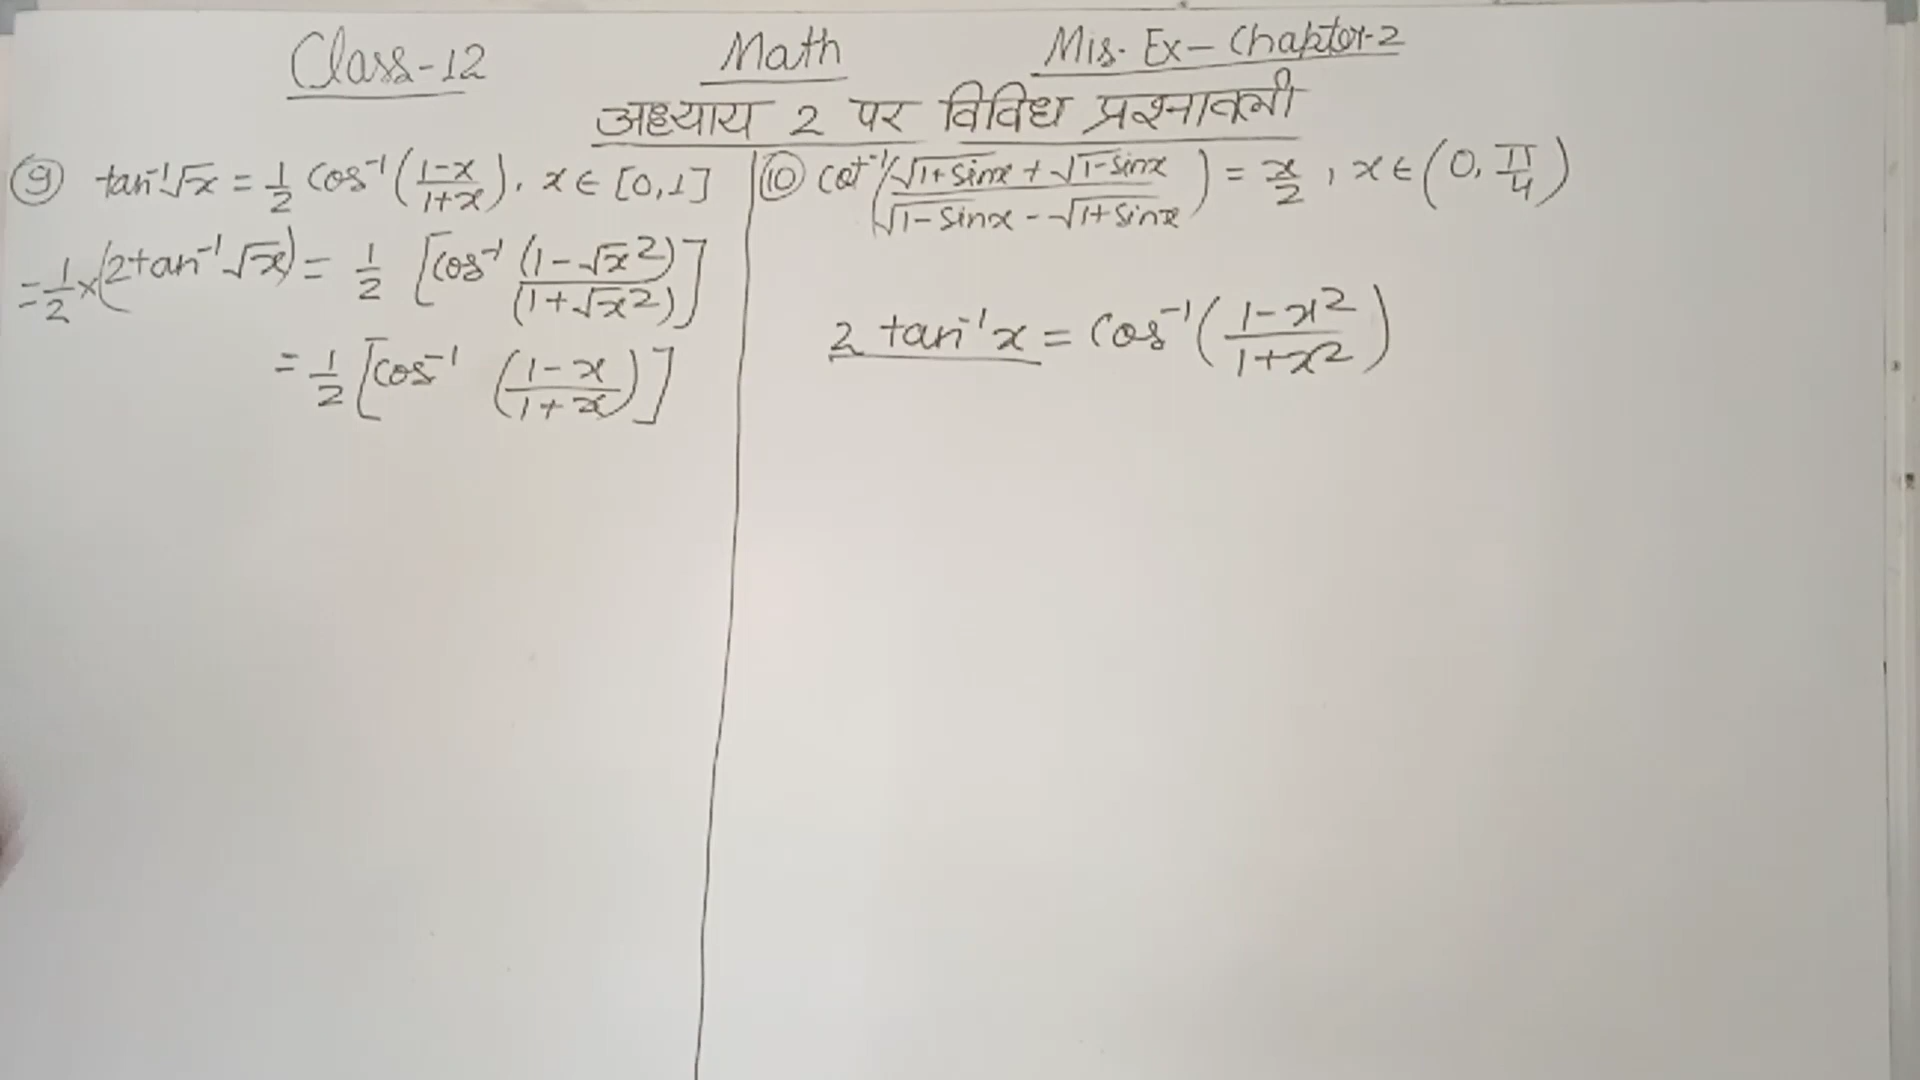 Class-12 Math Mis. Ex – Chapter-2
अध्याय 2 पर विविध प्रश्नावली
⑨ tan⁻¹√x = 1/2 cos⁻¹((1-x)/(1+x)), x ∈ [0,1]
= 1/2 × (2tan⁻¹√x) = 1/2 [cos⁻¹ (1-√x²)/(1+√x²)]
= 1/2 [cos⁻¹ ((1-x)/(1+x))]
⑩ cot⁻¹((√1+sinx + √1-sinx)/(√1-sinx - √1+sinx)) = x/2, x ∈ (0, π/4)
2 tan⁻¹x = cos⁻¹((1-x²)/(1+x²))